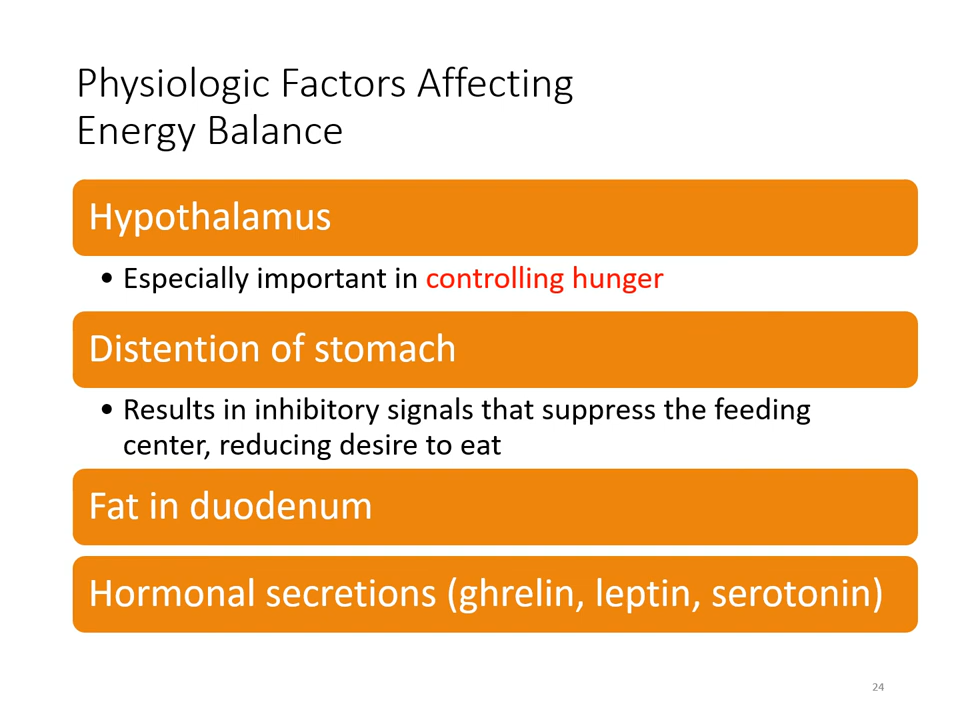 Physiologic Factors Affecting
Energy Balance
Hypothalamus
• Especially important in controlling hunger
Distention of stomach
• Results in inhibitory signals that suppress the feeding
center, reducing desire to eat
Fat in duodenum
Hormonal secretions (ghrelin, leptin, serotonin)
24